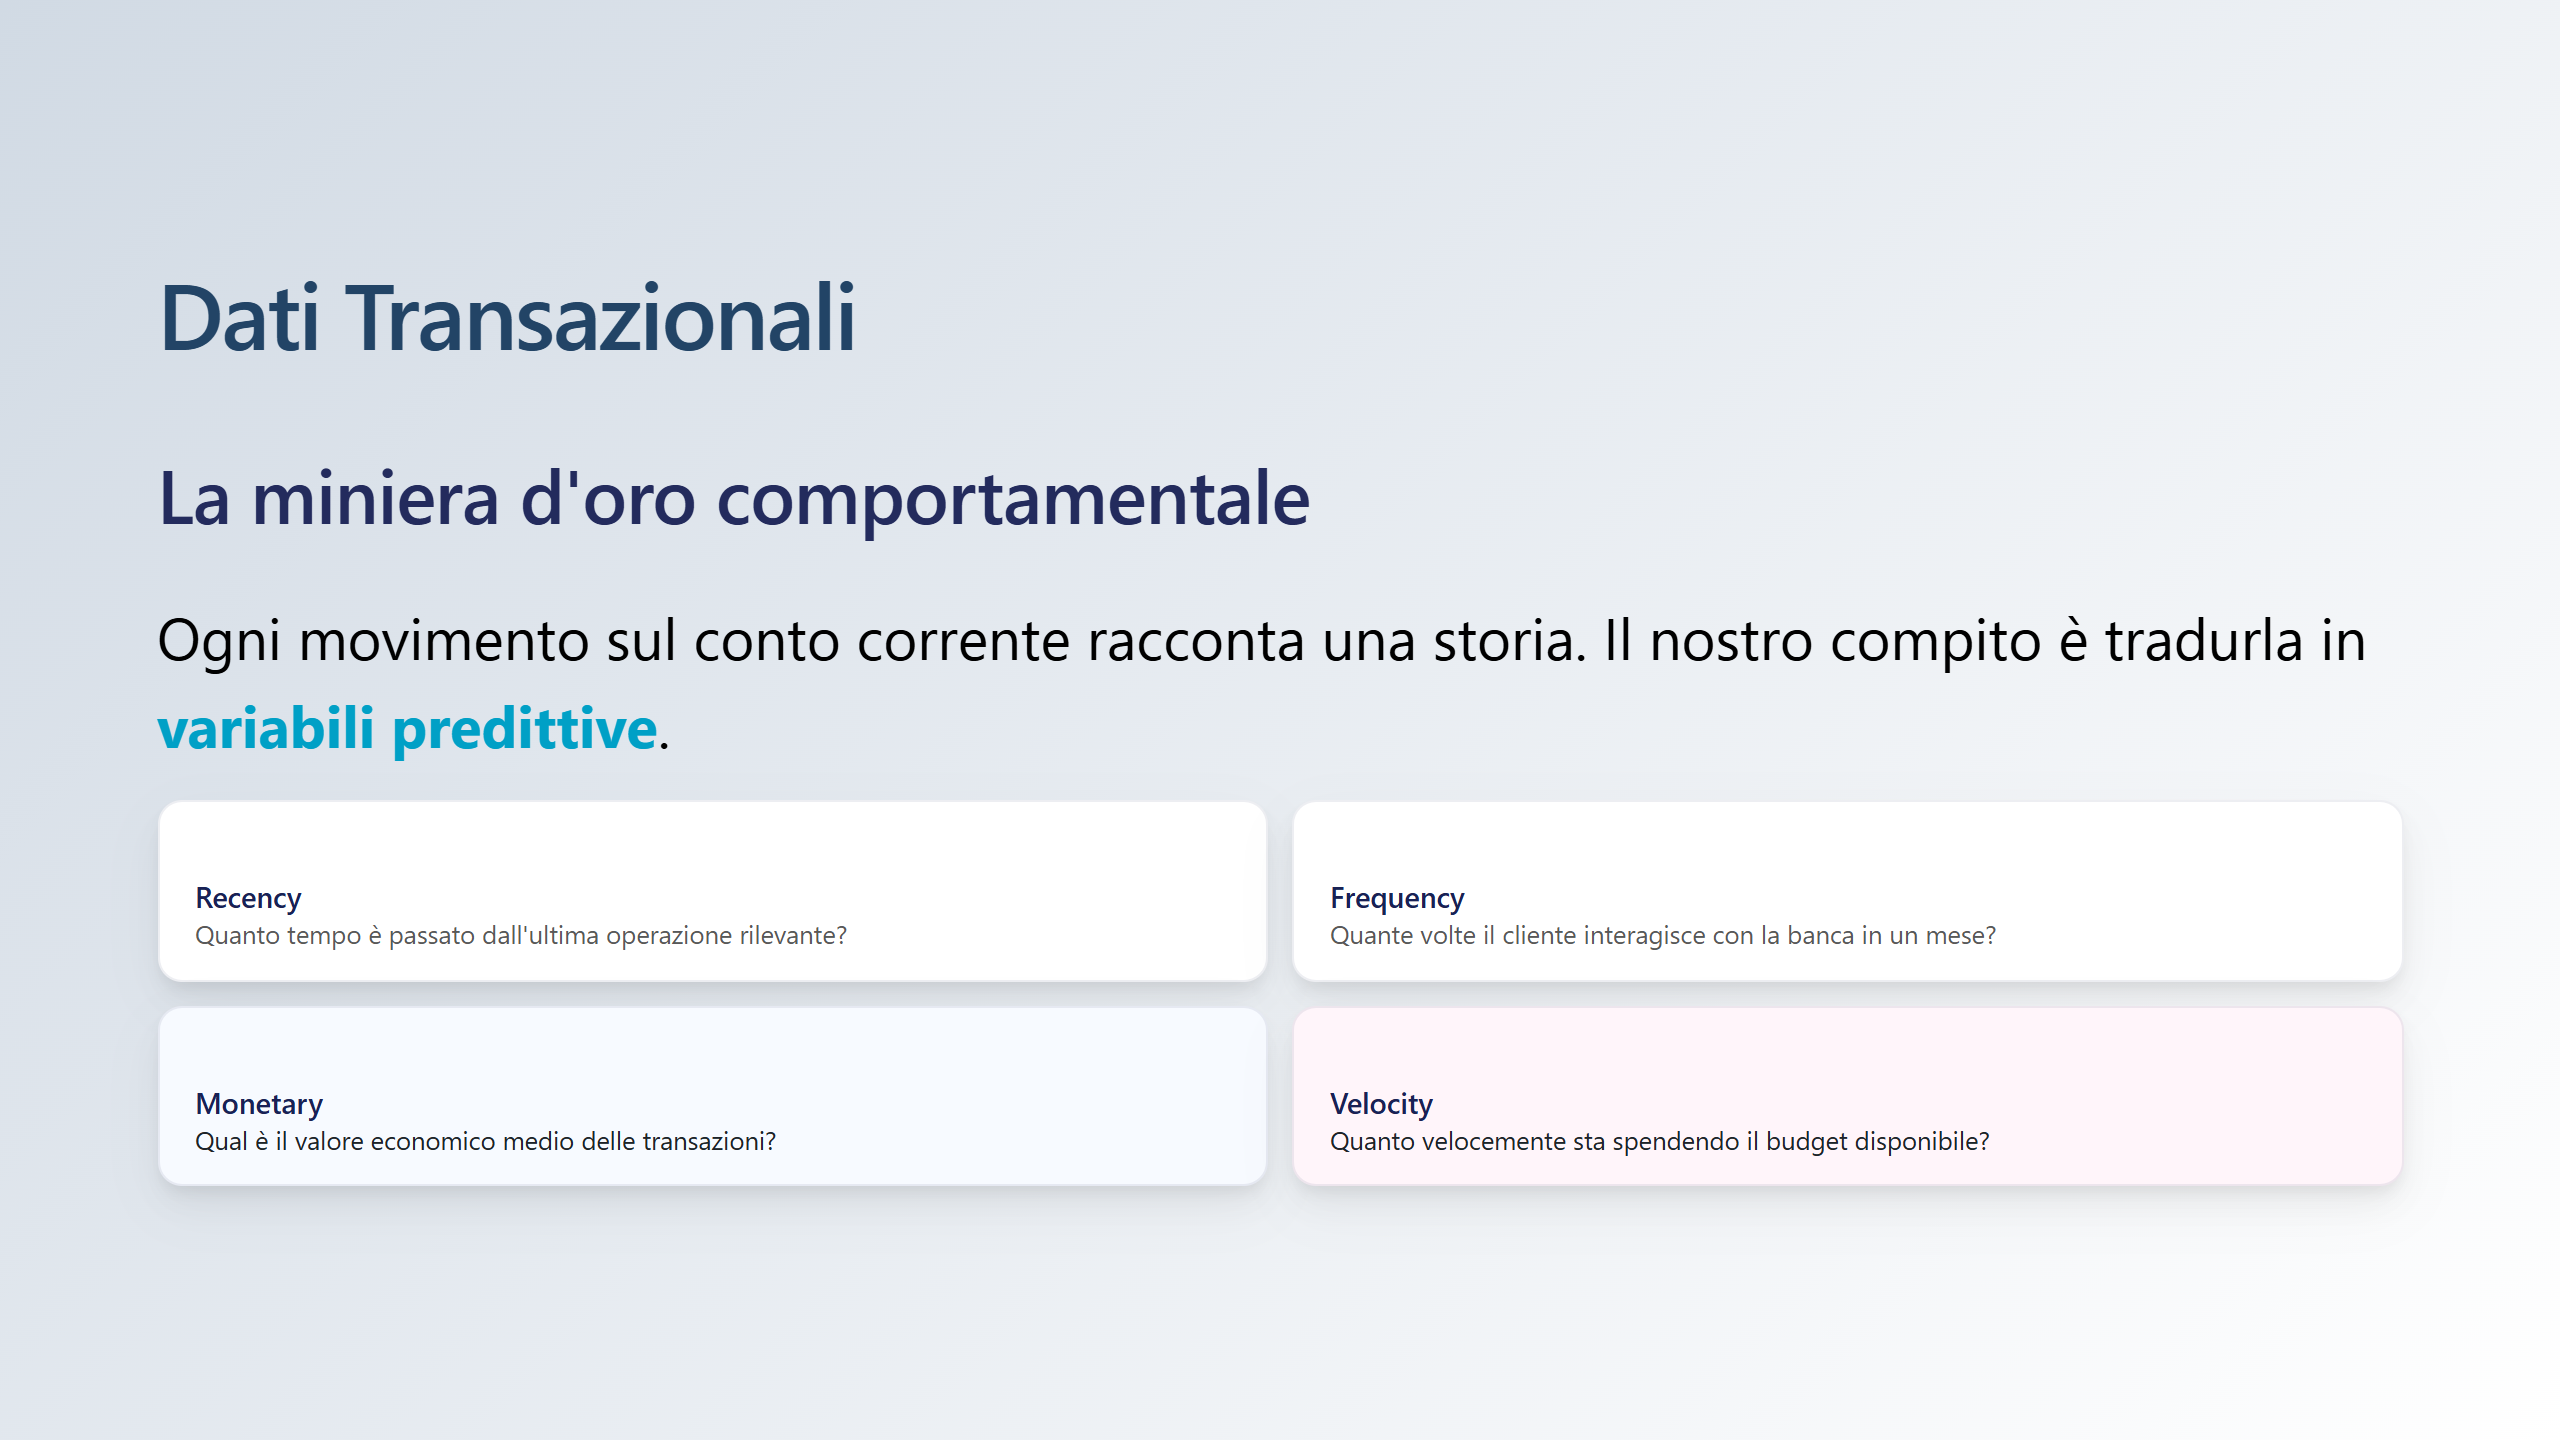 Dati Transazionali
La miniera d'oro comportamentale
Ogni movimento sul conto corrente racconta una storia. Il nostro compito è tradurla in
variabili predittive.
Recency
Quanto tempo è passato dall'ultima operazione rilevante?
Frequency
Quante volte il cliente interagisce con la banca in un mese?
Monetary
Qual è il valore economico medio delle transazioni?
Velocity
Quanto velocemente sta spendendo il budget disponibile?